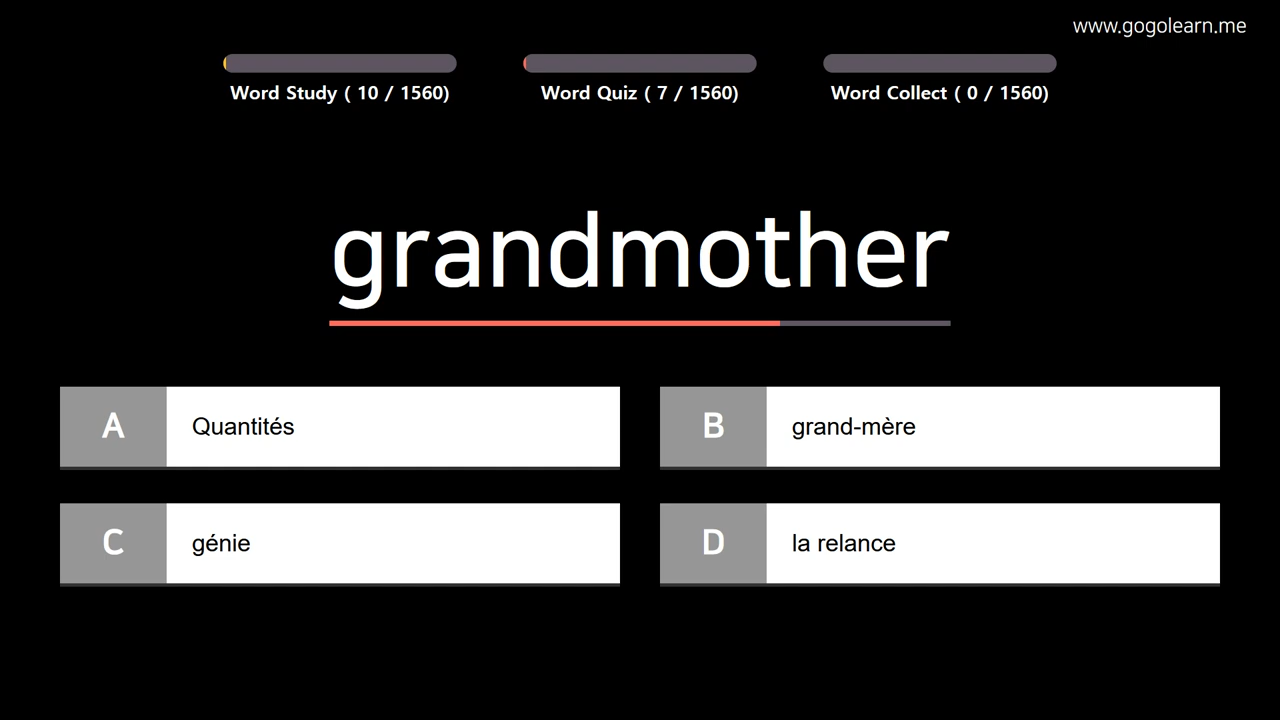 www.gogolearn.me
Word Study ( 10 / 1560)
Word Quiz ( 7 / 1560)
Word Collect ( 0 / 1560)
grandmother
A Quantités
B grand-mère
C génie
D la relance